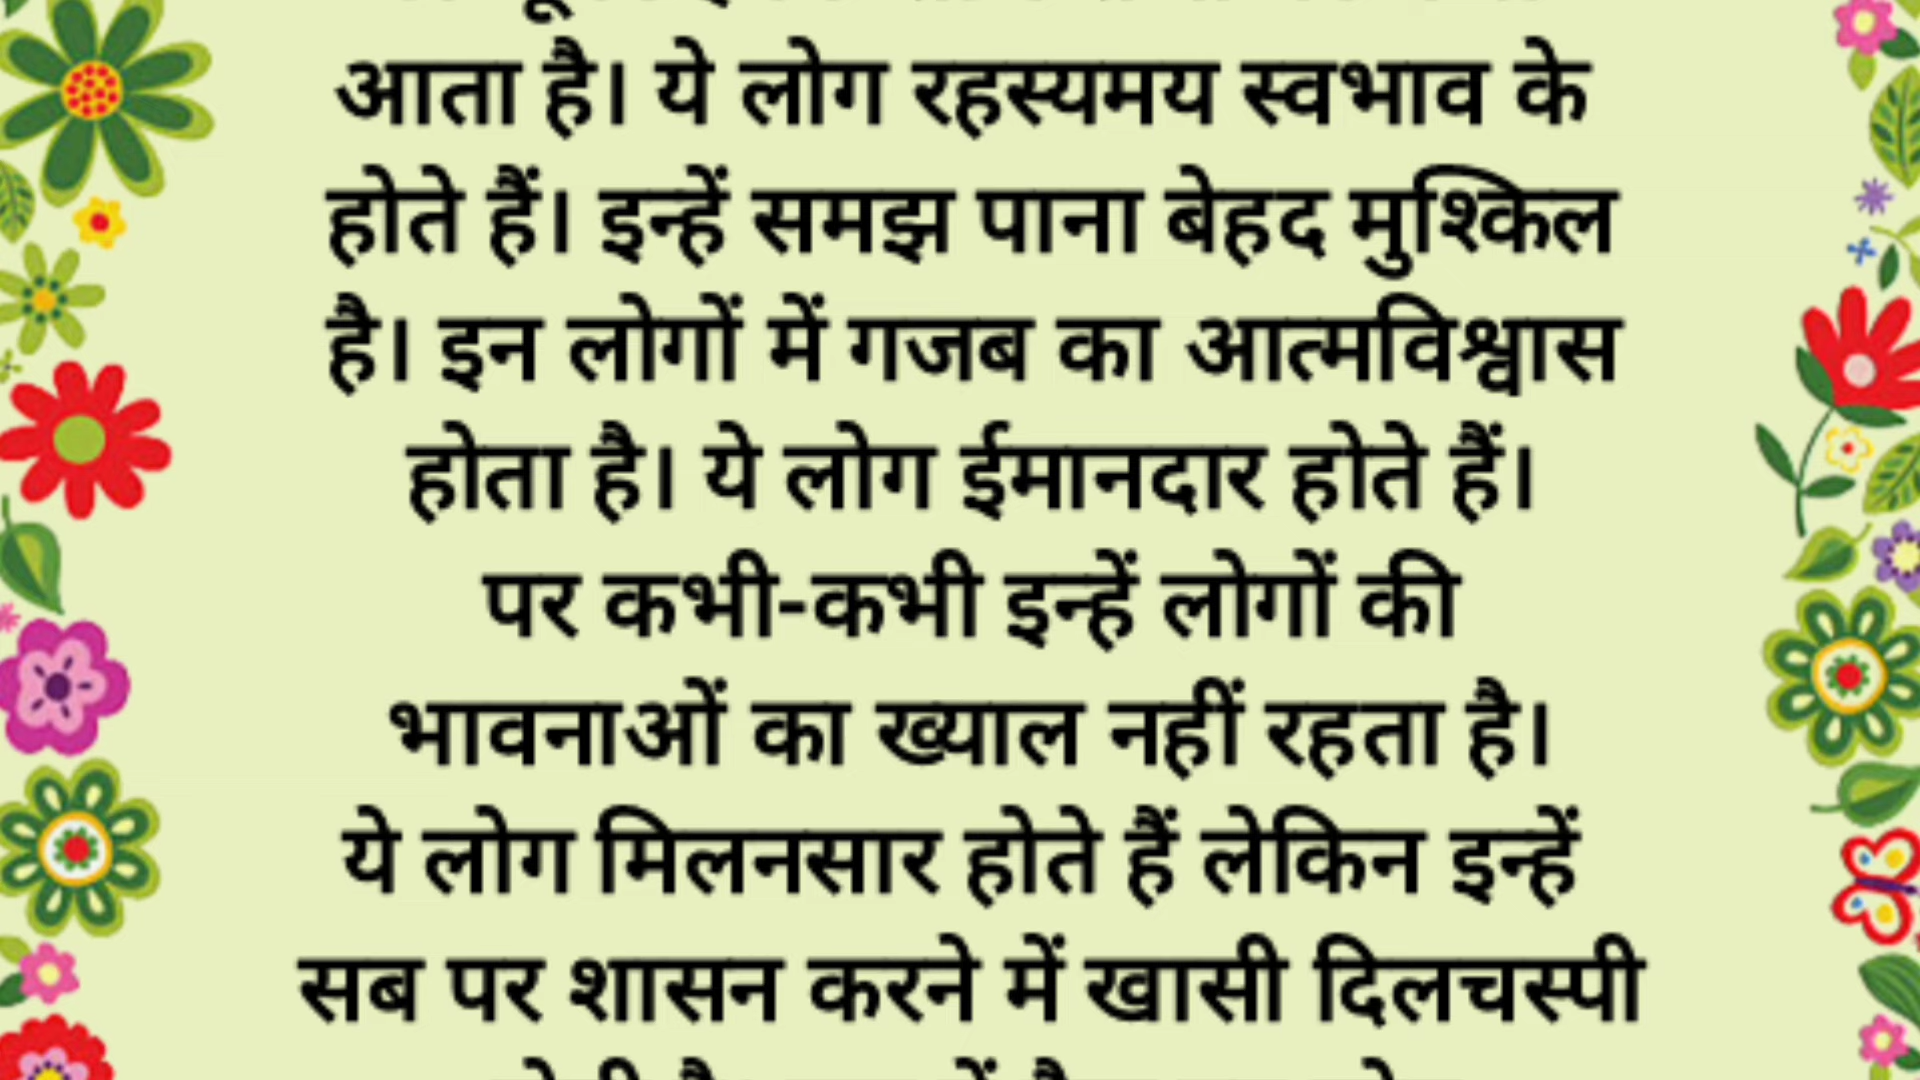 आता है। ये लोग रहस्यमय स्वभाव के
होते हैं। इन्हें समझ पाना बेहद मुश्किल
है। इन लोगों में गजब का आत्मविश्वास
होता है। ये लोग ईमानदार होते हैं।
पर कभी-कभी इन्हें लोगों की
भावनाओं का ख्याल नहीं रहता है।
ये लोग मिलनसार होते हैं लेकिन इन्हें
सब पर शासन करने में खासी दिलचस्पी